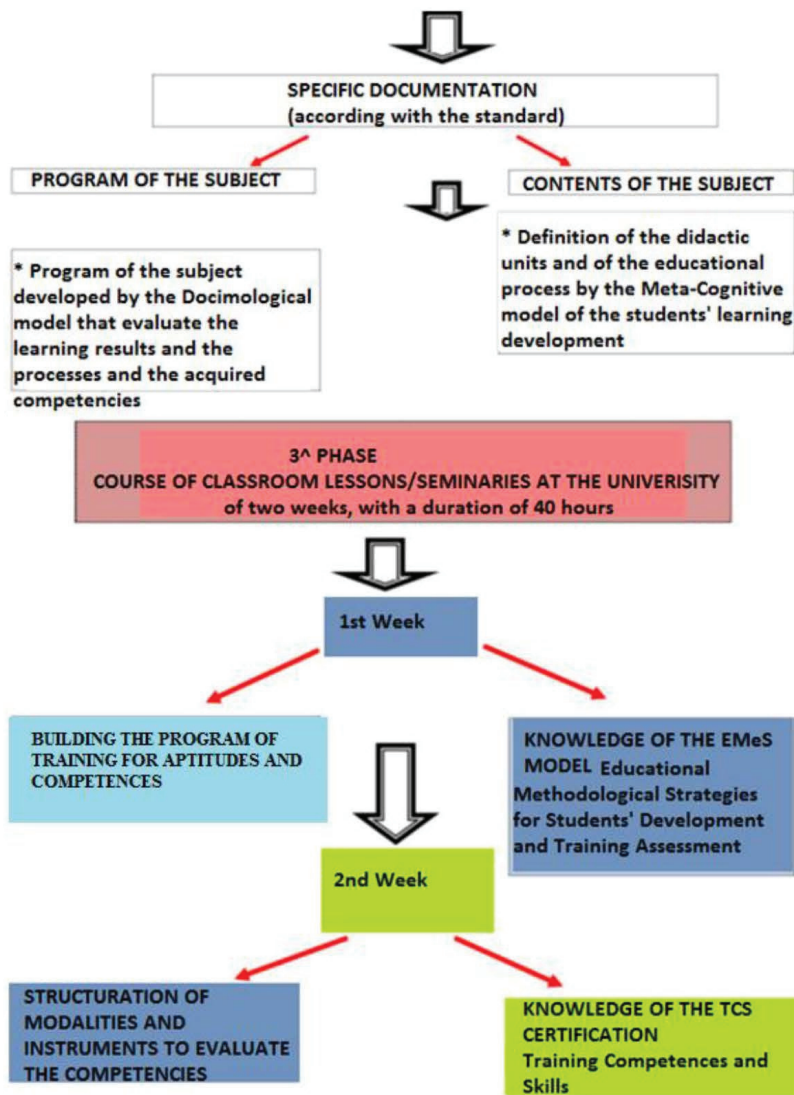 SPECIFIC DOCUMENTATION
(according with the standard)
PROGRAM OF THE SUBJECT
CONTENTS OF THE SUBJECT
* Program of the subject
developed by the Docimological
model that evaluate the
learning results and the
processes and the acquired
competencies
* Definition of the didactic
units and of the educational
process by the Meta-Cognitive
model of the students' learning
development
3^ PHASE
COURSE OF CLASSROOM LESSONS/SEMINARIES AT THE UNIVERISITY
of two weeks, with a duration of 40 hours
1st Week
BUILDING THE PROGRAM OF
TRAINING FOR APTITUDES AND
COMPETENCES
KNOWLEDGE OF THE EMeS
MODEL Educational
Methodological Strategies
for Students' Development
and Training Assessment
2nd Week
STRUCTURATION OF
MODALITIES AND
INSTRUMENTS TO EVALUATE
THE COMPETENCIES
KNOWLEDGE OF THE TCS
CERTIFICATION
Training Competences and
Skills